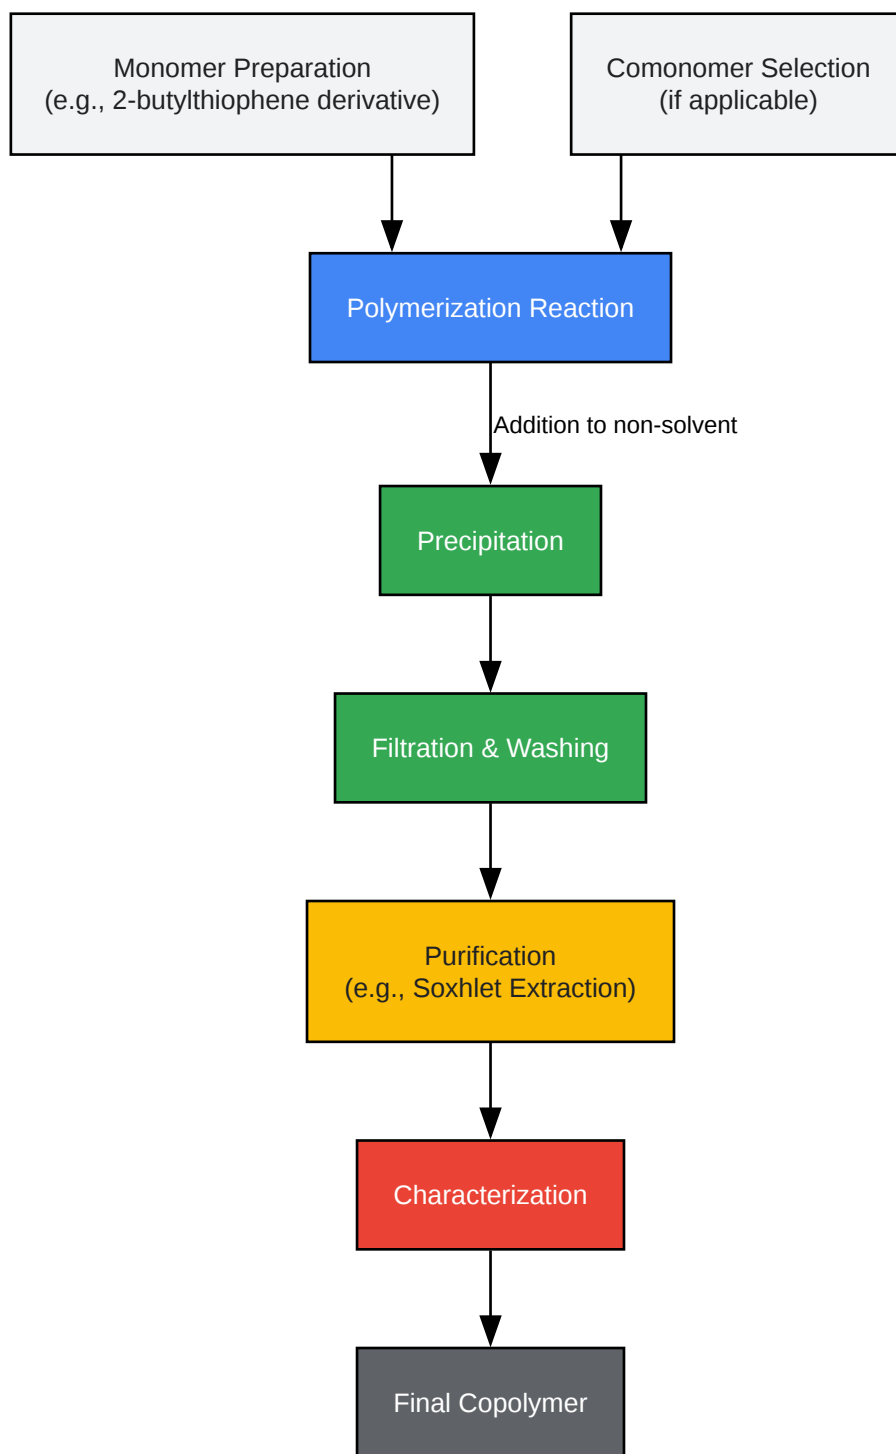 Monomer Preparation
(e.g., 2-butylthiophene derivative)
Comonomer Selection
(if applicable)
Polymerization Reaction
Addition to non-solvent
Precipitation
Filtration & Washing
Purification
(e.g., Soxhlet Extraction)
Characterization
Final Copolymer